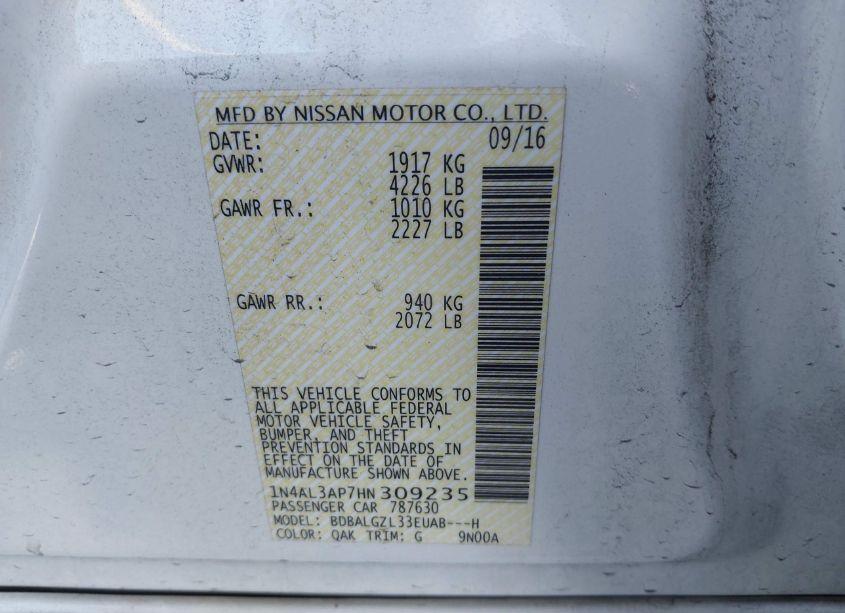 MFD BY NISSAN MOTOR CO., LTD.
DATE: 09/16
GVWR: 1917 KG
4226 LB
GAWR FR.: 1010 KG
2227 LB
GAWR RR.: 940 KG
2072 LB
THIS VEHICLE CONFORMS TO
ALL APPLICABLE FEDERAL
MOTOR VEHICLE SAFETY,
BUMPER, AND THEFT
PREVENTION STANDARDS IN
EFFECT ON THE DATE OF
MANUFACTURE SHOWN ABOVE.
1N4AL3AP7HN309235
PASSENGER CAR 787630
MODEL: BDBALGZL33EUAB---H
COLOR: QAK TRIM: G 9N00A